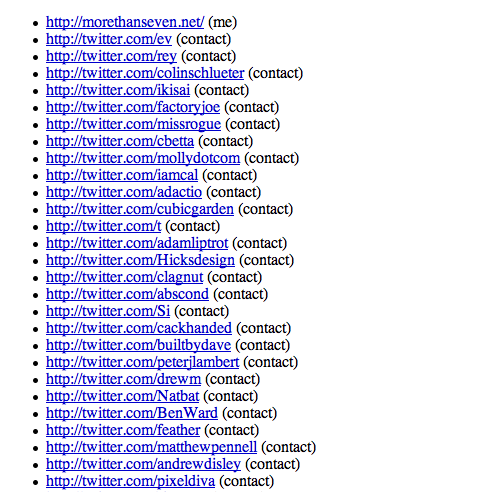 http://morethanseven.net/ (me)
http://twitter.com/ev (contact)
http://twitter.com/rey (contact)
http://twitter.com/colinschlueter (contact)
http://twitter.com/ikisai (contact)
http://twitter.com/factoryjoe (contact)
http://twitter.com/missrogue (contact)
http://twitter.com/cbetta (contact)
http://twitter.com/mollydotcom (contact)
http://twitter.com/iamcal (contact)
http://twitter.com/adactio (contact)
http://twitter.com/cubicgarden (contact)
http://twitter.com/t (contact)
http://twitter.com/adamliptrot (contact)
http://twitter.com/Hicksdesign (contact)
http://twitter.com/clagnut (contact)
http://twitter.com/abscond (contact)
http://twitter.com/Si (contact)
http://twitter.com/cackhanded (contact)
http://twitter.com/builtbydave (contact)
http://twitter.com/peterjlambert (contact)
http://twitter.com/drewm (contact)
http://twitter.com/Natbat (contact)
http://twitter.com/BenWard (contact)
http://twitter.com/feather (contact)
http://twitter.com/matthewpennell (contact)
http://twitter.com/andrewdisley (contact)
http://twitter.com/pixeldiva (contact)